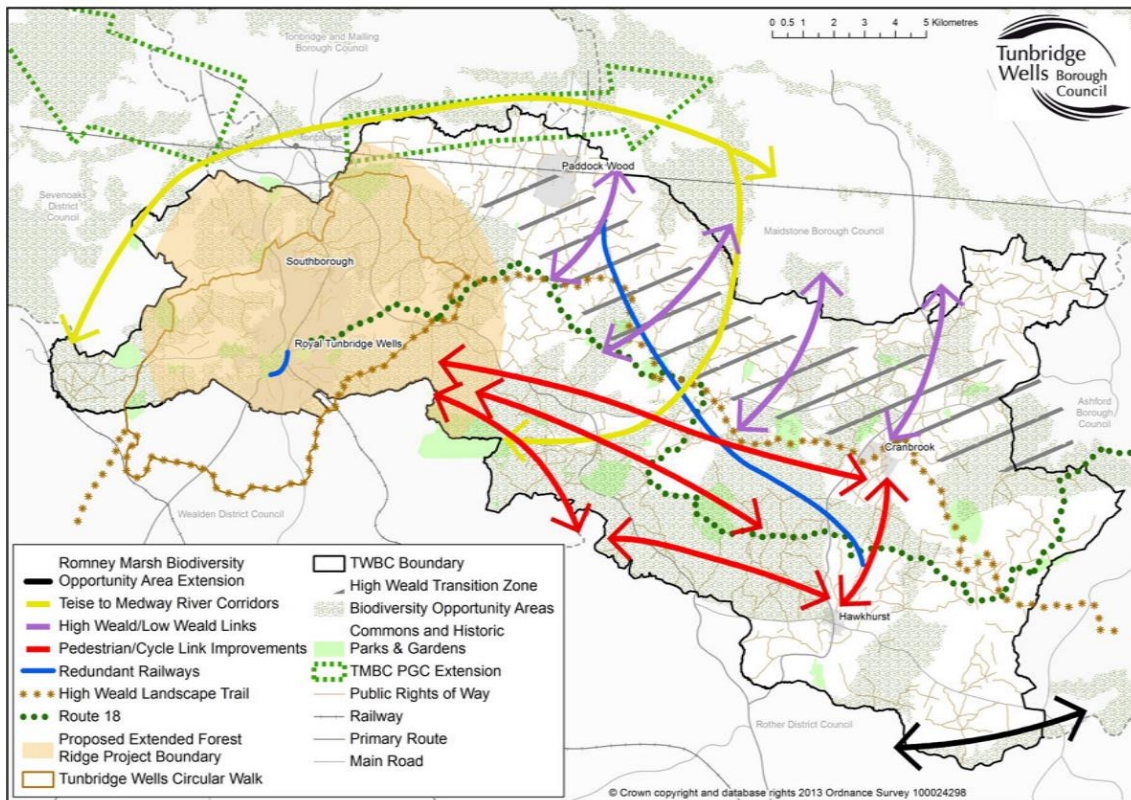 Tonbridge and Malling
Borough Council
0 0.5 1 2 3 4 5 Kilometres
Tunbridge
Wells Borough
Council
Paddock Wood
Sevenoaks
District
Council
Maidstone Borough Council
Southborough
Royal Tunbridge Wells
Ashford
Borough
Council
Cranbrook
Wealden District Council
Hawkhurst
Rother District Council
Romney Marsh Biodiversity
Opportunity Area Extension
Teise to Medway River Corridors
High Weald/Low Weald Links
Pedestrian/Cycle Link Improvements
Redundant Railways
High Weald Landscape Trail
Route 18
Proposed Extended Forest
Ridge Project Boundary
Tunbridge Wells Circular Walk
TWBC Boundary
High Weald Transition Zone
Biodiversity Opportunity Areas
Commons and Historic
Parks & Gardens
TMBC PGC Extension
Public Rights of Way
Railway
Primary Route
Main Road
© Crown copyright and database rights 2013 Ordnance Survey 100024298